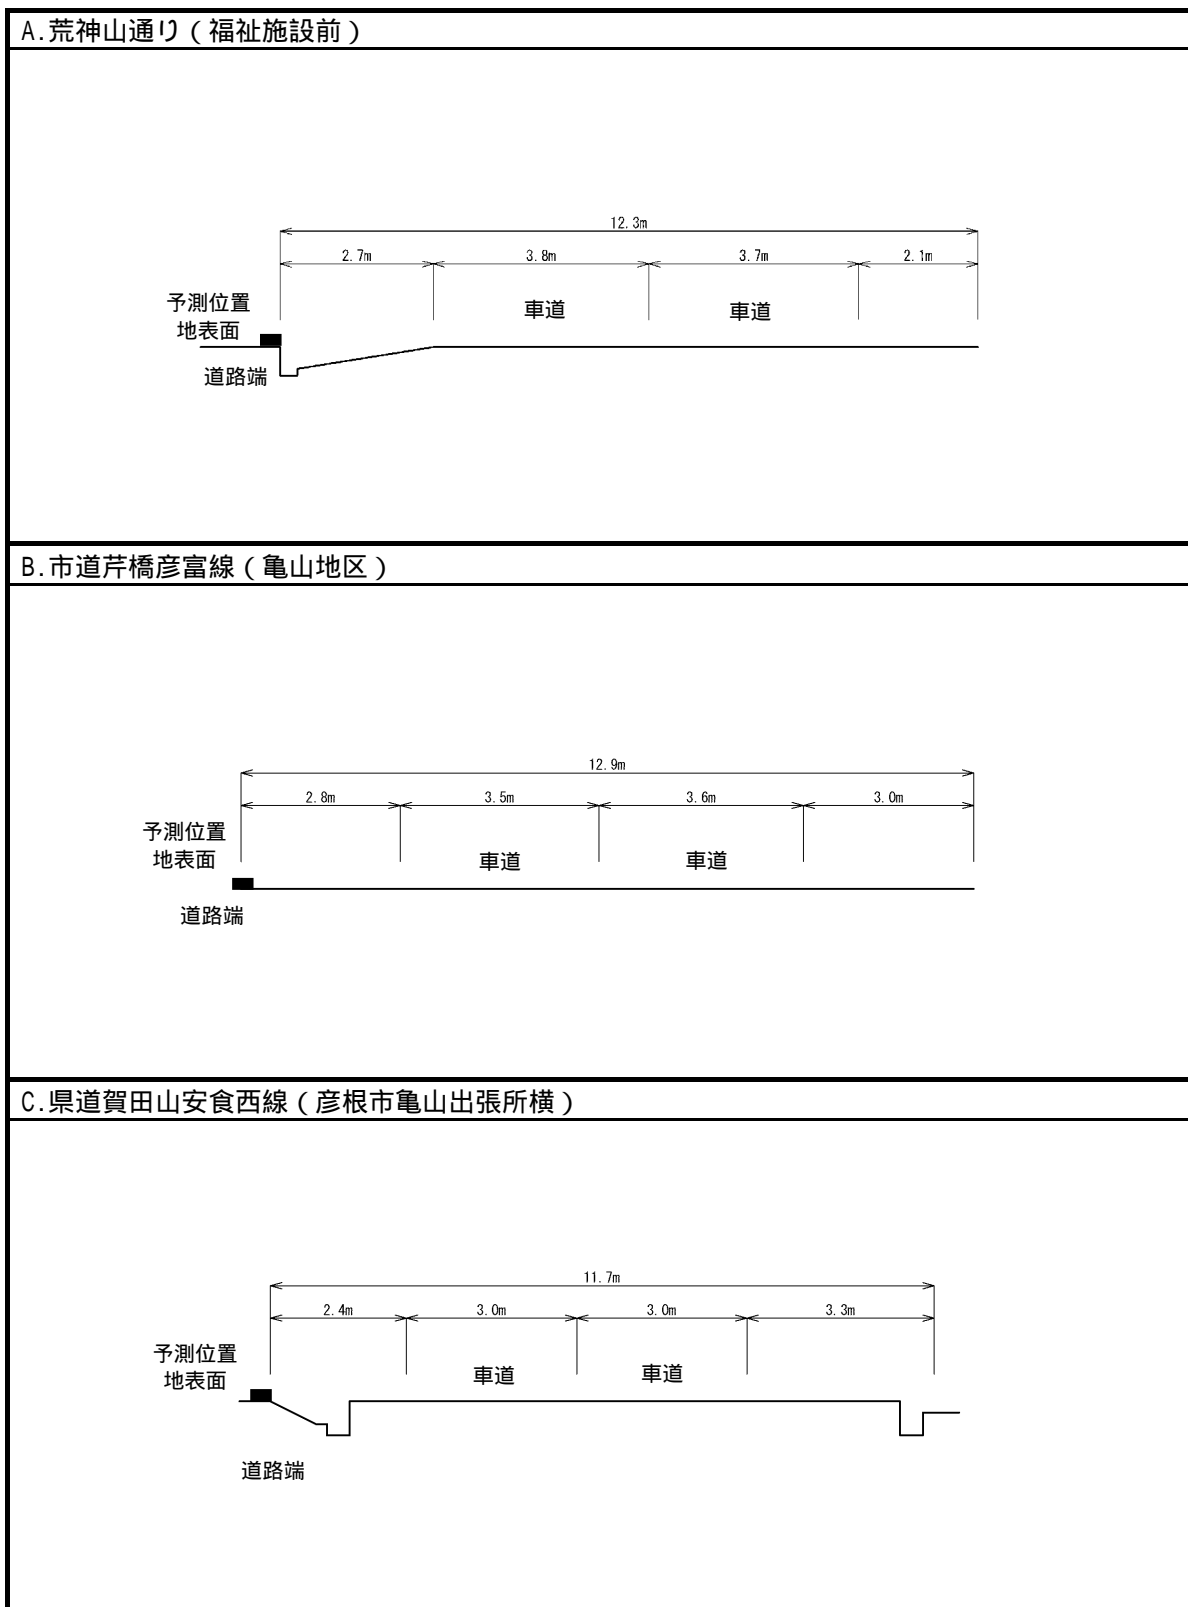 A.荒神山通り（福祉施設前）
12.3m
2.7m 3.8m 3.7m 2.1m
予測位置
地表面
車道 車道
道路端
B.市道芹橋彦富線（亀山地区）
12.9m
2.8m 3.5m 3.6m 3.0m
予測位置
地表面
車道 車道
道路端
C.県道賀田山安食西線（彦根市亀山出張所横）
11.7m
2.4m 3.0m 3.0m 3.3m
予測位置
地表面
車道 車道
道路端